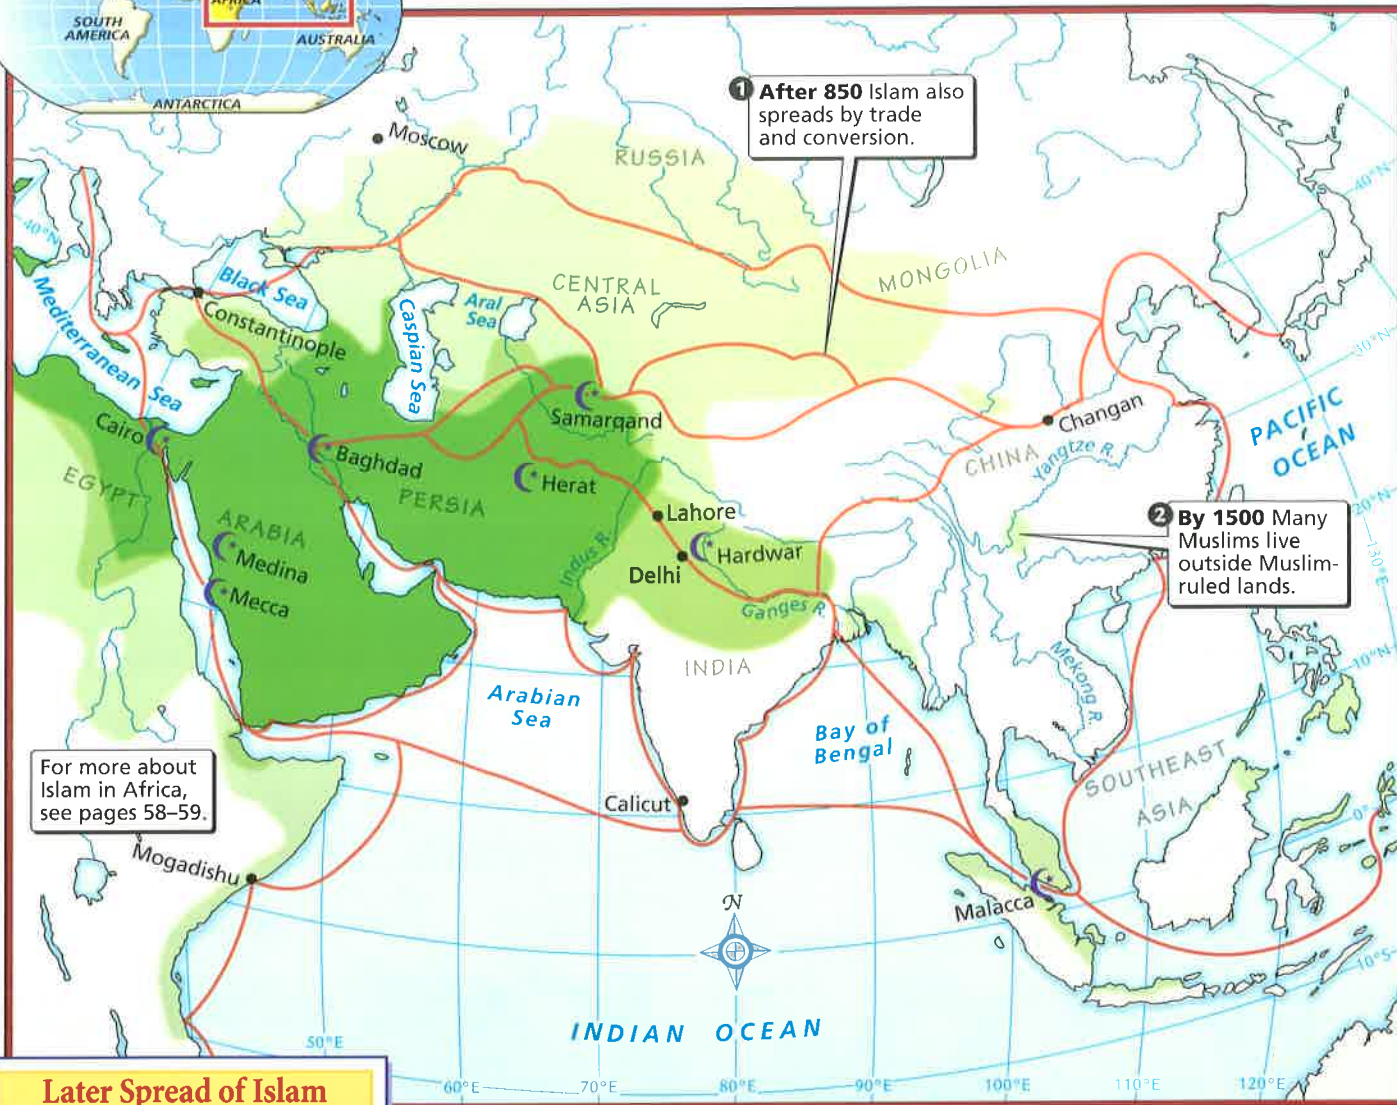 AFRICA
SOUTH
AMERICA
AUSTRALIA
ANTARCTICA
1 After 850 Islam also
spreads by trade
and conversion.
Moscow
RUSSIA
40°N
40°N
MONGOLIA
CENTRAL
ASIA
Black Sea
Aral
Sea
Caspian Sea
Constantinople
Mediterranean
Sea
30°N
PACIFIC
OCEAN
Samarqand
Changan
Cairo
Baghdad
CHINA
Yangtze R.
EGYPT
PERSIA
Herat
20°N
130°E
Lahore
2 By 1500 Many
Muslims live
outside Muslim-
ruled lands.
ARABIA
Medina
Indus R.
Hardwar
Delhi
Mecca
Ganges R.
INDIA
Mekong R.
10°N
Arabian
Sea
Bay of
Bengal
SOUTHEAST
ASIA
For more about
Islam in Africa,
see pages 58–59.
Calicut
0°
Mogadishu
Malacca
N
10°S
INDIAN OCEAN
50°E
60°E
70°E
80°E
90°E
100°E
110°E
120°E
Later Spread of Islam